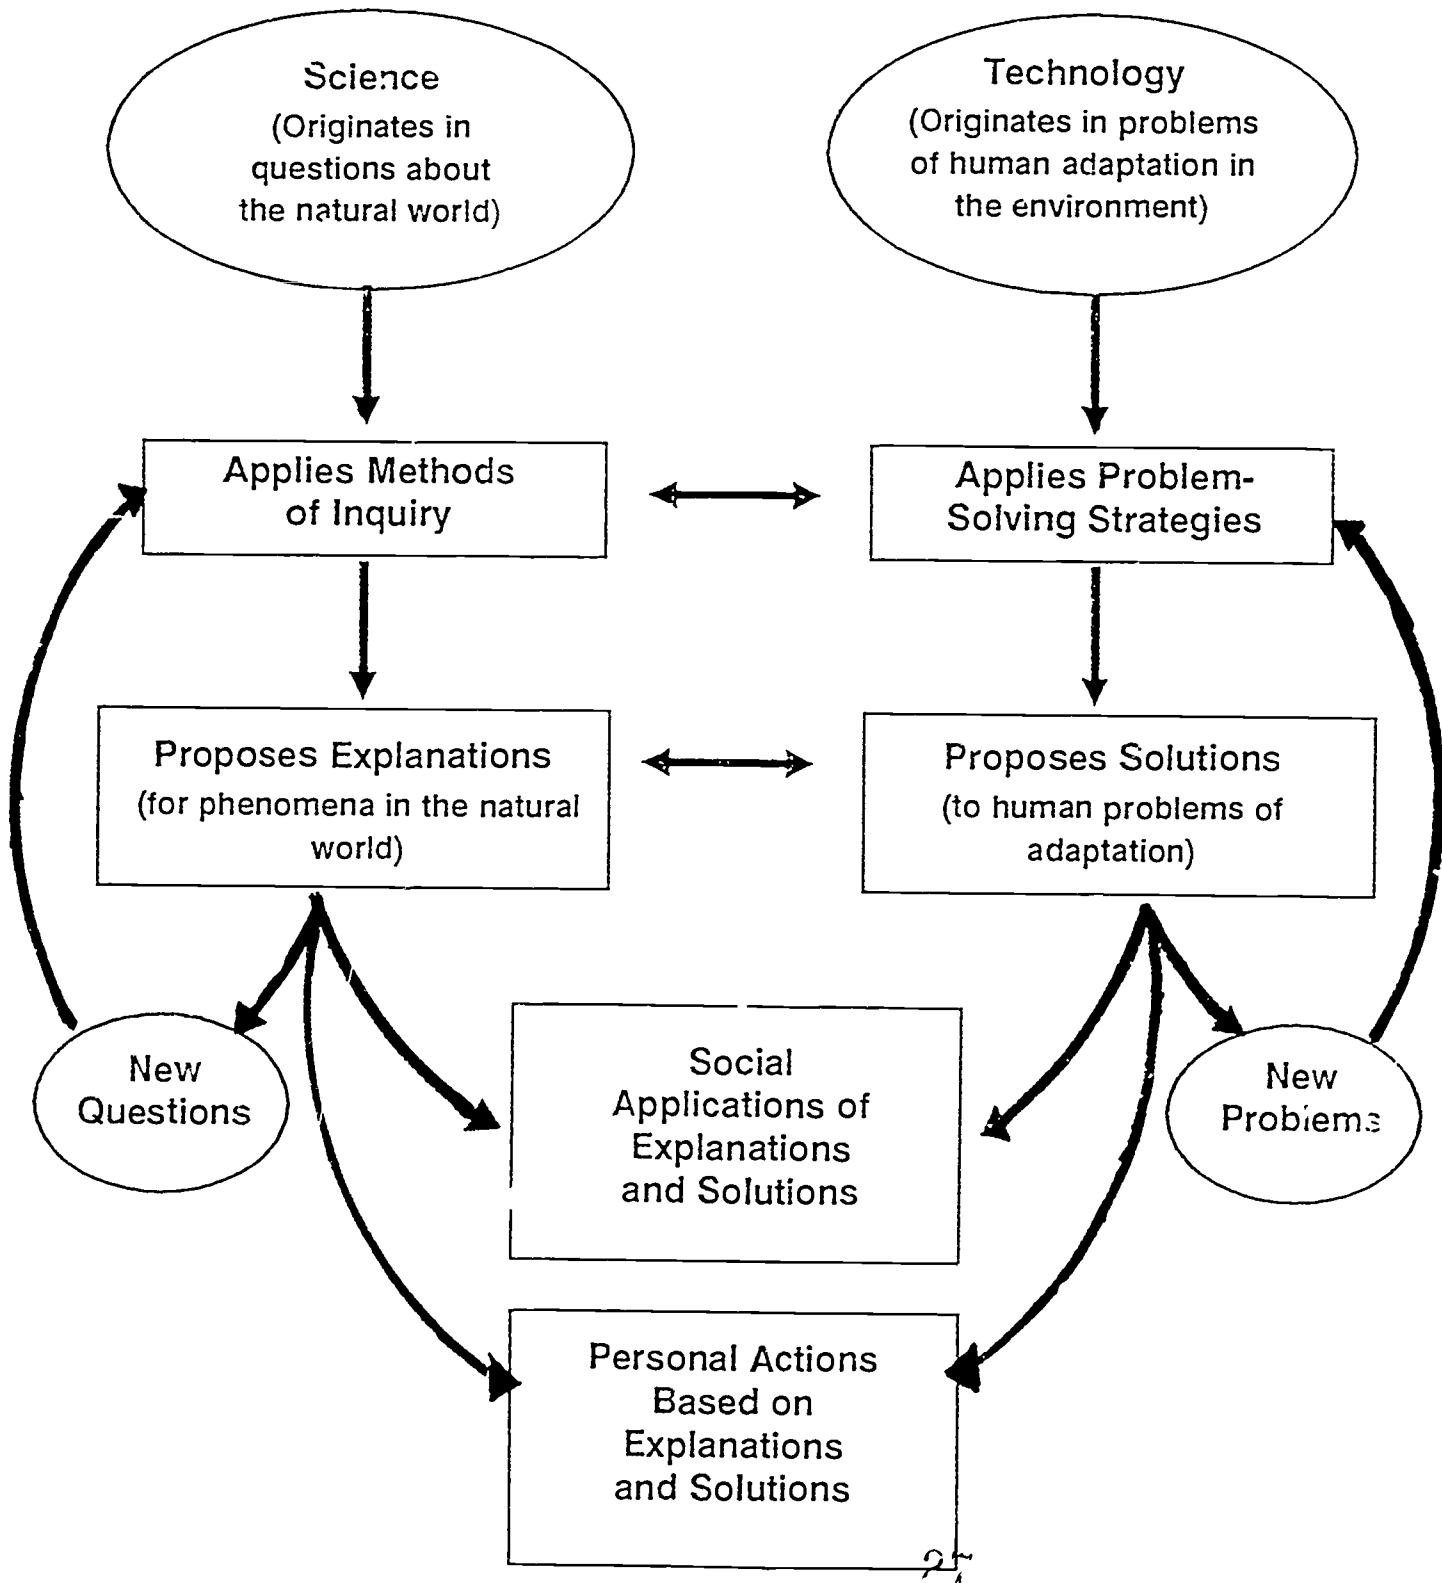 Science
(Originates in
questions about
the natural world)
Technology
(Originates in problems
of human adaptation in
the environment)
Applies Methods
of Inquiry
Applies Problem-
Solving Strategies
Proposes Explanations
(for phenomena in the natural
world)
Proposes Solutions
(to human problems of
adaptation)
New
Questions
Social
Applications of
Explanations
and Solutions
New
Problems
Personal Actions
Based on
Explanations
and Solutions